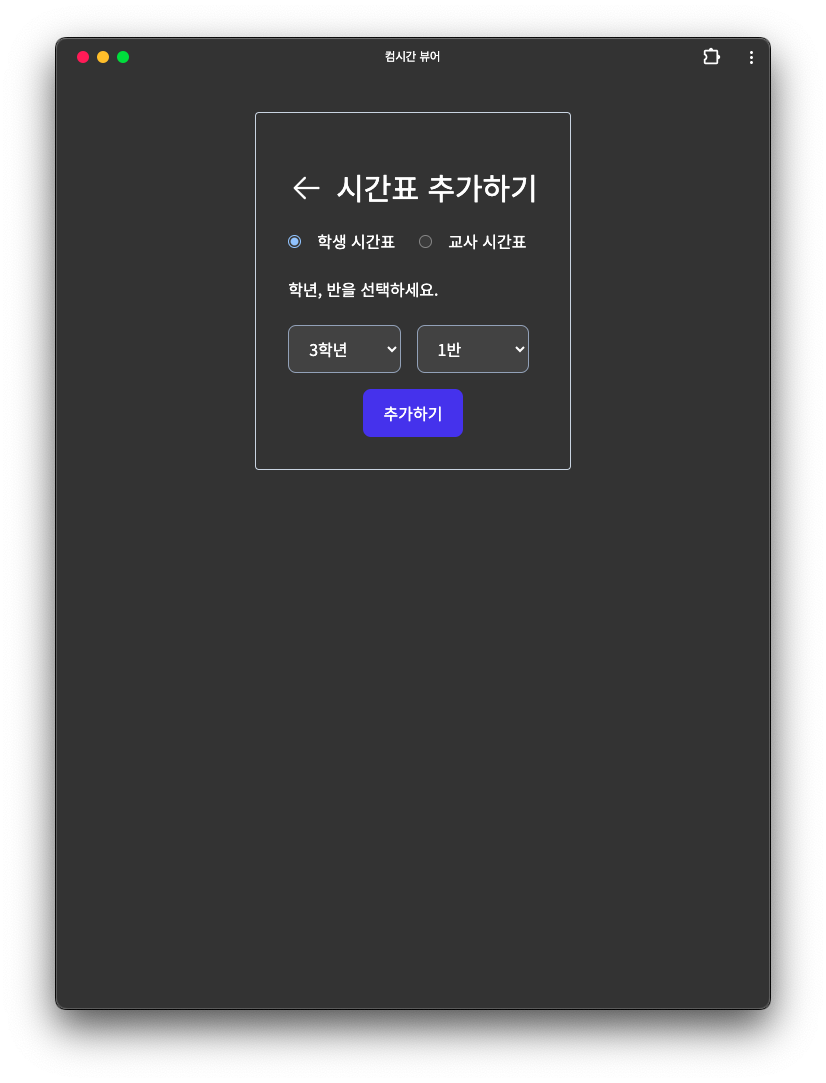 컴시간 뷰어
시간표 추가하기
학생 시간표 교사 시간표
학년, 반을 선택하세요.
3학년 1반
추가하기